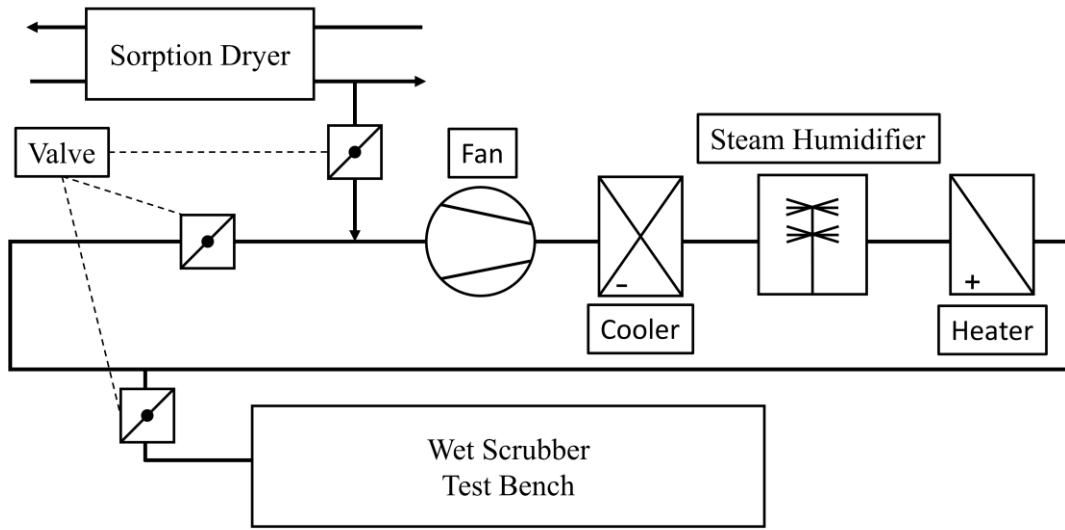 Sorption Dryer
Valve
Fan
Steam Humidifier
-
Cooler
+
Heater
Wet Scrubber
Test Bench